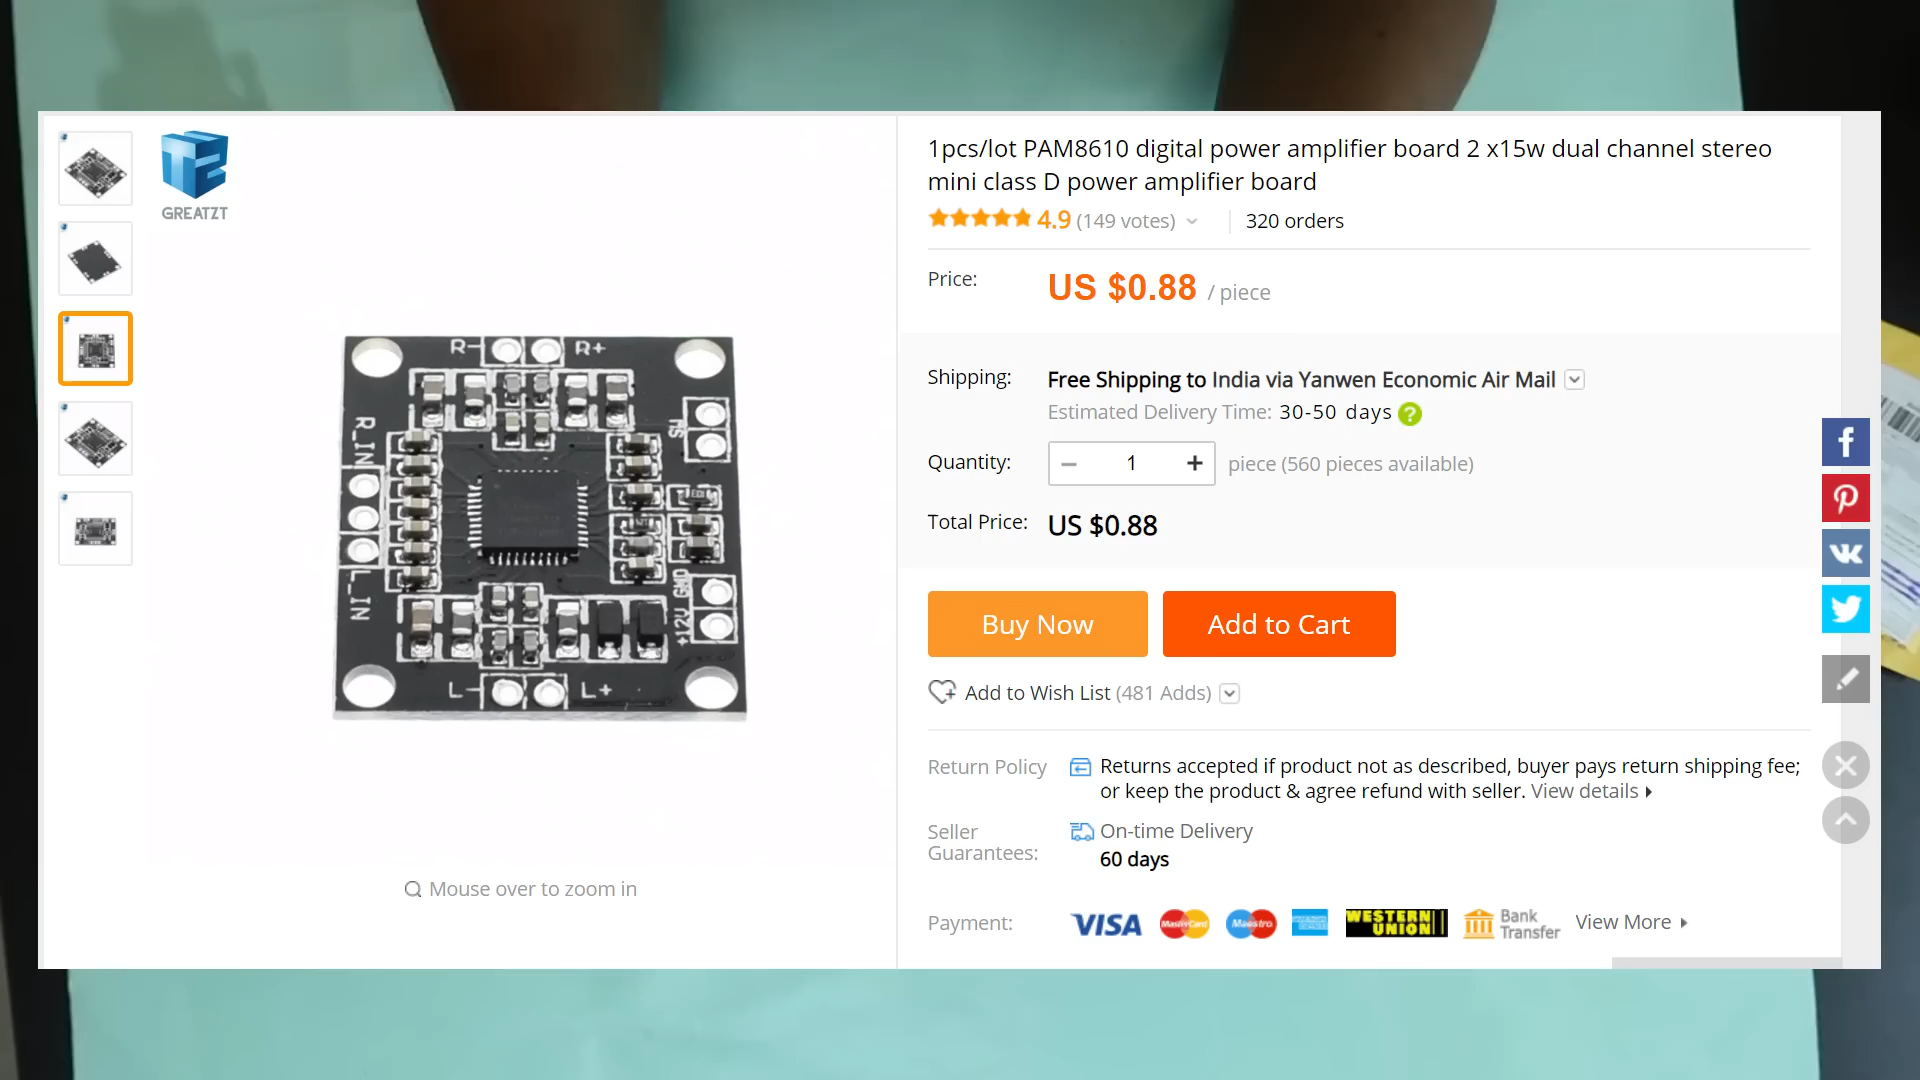 GREATZT
R- R+
R_IN
L_IN
MS
GND
+12V
L- L+
Mouse over to zoom in
1pcs/lot PAM8610 digital power amplifier board 2 x15w dual channel stereo
mini class D power amplifier board
4.9 (149 votes) 320 orders
Price: US $0.88 / piece
Shipping: Free Shipping to India via Yanwen Economic Air Mail
Estimated Delivery Time: 30-50 days ?
Quantity: − 1 + piece (560 pieces available)
Total Price: US $0.88
Buy Now Add to Cart
Add to Wish List (481 Adds)
Return Policy Returns accepted if product not as described, buyer pays return shipping fee;
or keep the product & agree refund with seller. View details
Seller
Guarantees:
On-time Delivery
60 days
Payment: VISA MasterCard Maestro WESTERN UNION Bank Transfer View More